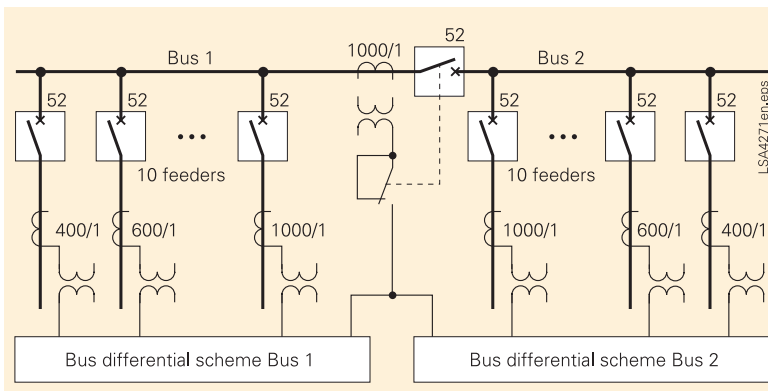 52
1000/1
Bus 1
Bus 2
52
52
52
52
52
52
10 feeders
10 feeders
400/1
600/1
1000/1
1000/1
600/1
400/1
Bus differential scheme Bus 1
Bus differential scheme Bus 2
LSA4271en.eps